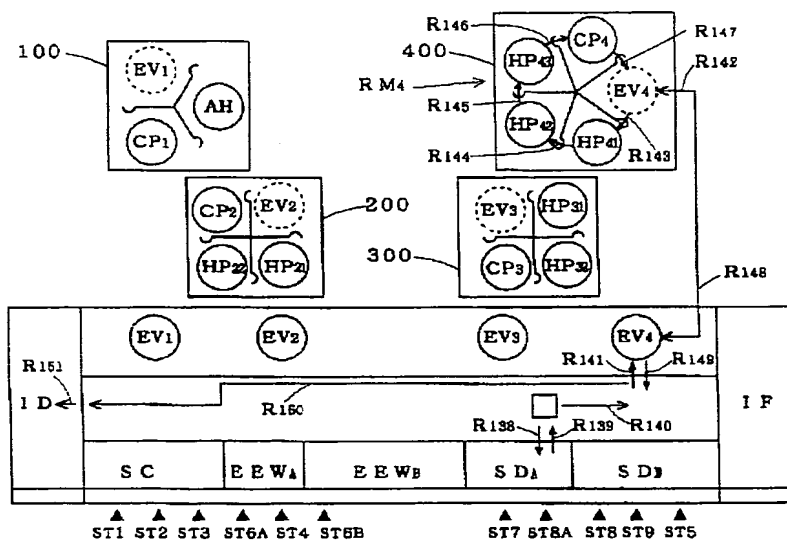 R146
100
400
CP4
R147
R142
EV1
HP43
RM4
AH
EV4
R145
CP1
HP42
HP41
R144
R143
CP2
EV2
200
EV3
HP31
HP22
HP21
300
CP3
HP32
R148
EV1
EV2
EV3
EV4
R151
R141
R149
ID
R150
IF
R138
R139
R140
SC
EEWA
EEWB
SDA
SDB
ST1
ST2
ST3
ST6A
ST4
ST6B
ST7
ST8A
ST8
ST9
ST5